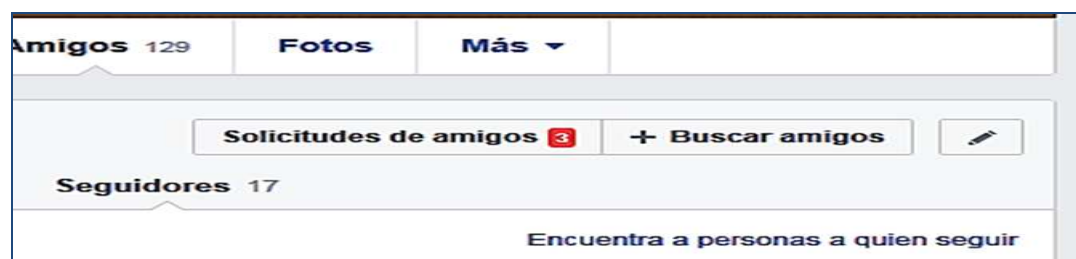 Amigos 129 Fotos Más
Solicitudes de amigos 3 + Buscar amigos
Seguidores 17
Encuentra a personas a quien seguir